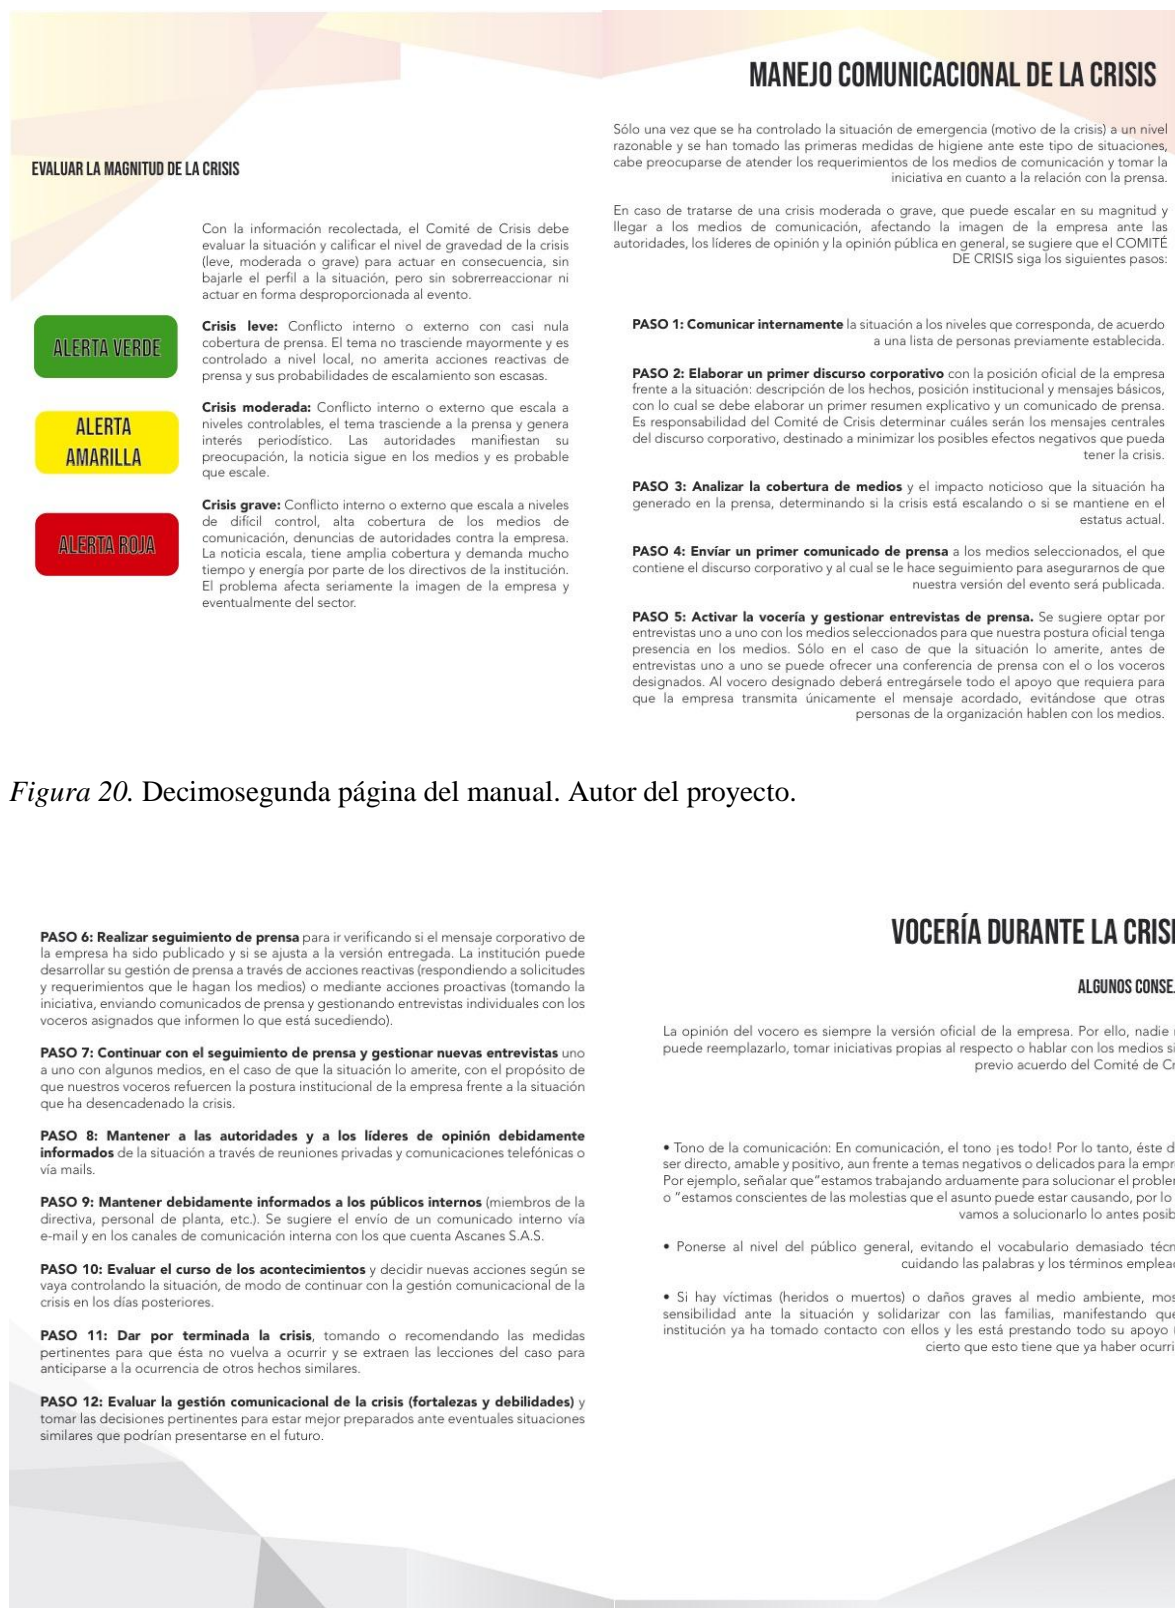 EVALUAR LA MAGNITUD DE LA CRISIS
Con la información recolectada, el Comité de Crisis debe
evaluar la situación y calificar el nivel de gravedad de la crisis
(leve, moderada o grave) para actuar en consecuencia, sin
bajarle el perfil a la situación, pero sin sobrerreaccionar ni
actuar en forma desproporcionada al evento.
ALERTA VERDE
Crisis leve: Conflicto interno o externo con casi nula
cobertura de prensa. El tema no trasciende mayormente y es
controlado a nivel local, no amerita acciones reactivas de
prensa y sus probabilidades de escalamiento son escasas.
ALERTA
AMARILLA
Crisis moderada: Conflicto interno o externo que escala a
niveles controlables, el tema trasciende a la prensa y genera
interés periodístico. Las autoridades manifiestan su
preocupación, la noticia sigue en los medios y es probable
que escale.
ALERTA ROJA
Crisis grave: Conflicto interno o externo que escala a niveles
de difícil control, alta cobertura de los medios de
comunicación, denuncias de autoridades contra la empresa.
La noticia escala, tiene amplia cobertura y demanda mucho
tiempo y energía por parte de los directivos de la institución.
El problema afecta seriamente la imagen de la empresa y
eventualmente del sector.
MANEJO COMUNICACIONAL DE LA CRISIS
Sólo una vez que se ha controlado la situación de emergencia (motivo de la crisis) a un nivel
razonable y se han tomado las primeras medidas de higiene ante este tipo de situaciones,
cabe preocuparse de atender los requerimientos de los medios de comunicación y tomar la
iniciativa en cuanto a la relación con la prensa.
En caso de tratarse de una crisis moderada o grave, que puede escalar en su magnitud y
llegar a los medios de comunicación, afectando la imagen de la empresa ante las
autoridades, los líderes de opinión y la opinión pública en general, se sugiere que el COMITÉ
DE CRISIS siga los siguientes pasos:
PASO 1: Comunicar internamente la situación a los niveles que corresponda, de acuerdo
a una lista de personas previamente establecida.
PASO 2: Elaborar un primer discurso corporativo con la posición oficial de la empresa
frente a la situación: descripción de los hechos, posición institucional y mensajes básicos,
con lo cual se debe elaborar un primer resumen explicativo y un comunicado de prensa.
Es responsabilidad del Comité de Crisis determinar cuáles serán los mensajes centrales
del discurso corporativo, destinado a minimizar los posibles efectos negativos que pueda
tener la crisis.
PASO 3: Analizar la cobertura de medios y el impacto noticioso que la situación ha
generado en la prensa, determinando si la crisis está escalando o si se mantiene en el
estatus actual.
PASO 4: Envíar un primer comunicado de prensa a los medios seleccionados, el que
contiene el discurso corporativo y al cual se le hace seguimiento para asegurarnos de que
nuestra versión del evento será publicada.
PASO 5: Activar la vocería y gestionar entrevistas de prensa. Se sugiere optar por
entrevistas uno a uno con los medios seleccionados para que nuestra postura oficial tenga
presencia en los medios. Sólo en el caso de que la situación lo amerite, antes de
entrevistas uno a uno se puede ofrecer una conferencia de prensa con el o los voceros
designados. Al vocero designado deberá entregársele todo el apoyo que requiera para
que la empresa transmita únicamente el mensaje acordado, evitándose que otras
personas de la organización hablen con los medios.
Figura 20. Decimosegunda página del manual. Autor del proyecto.
PASO 6: Realizar seguimiento de prensa para ir verificando si el mensaje corporativo de
la empresa ha sido publicado y si se ajusta a la versión entregada. La institución puede
desarrollar su gestión de prensa a través de acciones reactivas (respondiendo a solicitudes
y requerimientos que le hagan los medios) o mediante acciones proactivas (tomando la
iniciativa, enviando comunicados de prensa y gestionando entrevistas individuales con los
voceros asignados que informen lo que está sucediendo).
PASO 7: Continuar con el seguimiento de prensa y gestionar nuevas entrevistas uno
a uno con algunos medios, en el caso de que la situación lo amerite, con el propósito de
que nuestros voceros refuercen la postura institucional de la empresa frente a la situación
que ha desencadenado la crisis.
PASO 8: Mantener a las autoridades y a los líderes de opinión debidamente
informados de la situación a través de reuniones privadas y comunicaciones telefónicas o
vía mails.
PASO 9: Mantener debidamente informados a los públicos internos (miembros de la
directiva, personal de planta, etc.). Se sugiere el envío de un comunicado interno vía
e-mail y en los canales de comunicación interna con los que cuenta Ascanes S.A.S.
PASO 10: Evaluar el curso de los acontecimientos y decidir nuevas acciones según se
vaya controlando la situación, de modo de continuar con la gestión comunicacional de la
crisis en los días posteriores.
PASO 11: Dar por terminada la crisis, tomando o recomendando las medidas
pertinentes para que ésta no vuelva a ocurrir y se extraen las lecciones del caso para
anticiparse a la ocurrencia de otros hechos similares.
PASO 12: Evaluar la gestión comunicacional de la crisis (fortalezas y debilidades) y
tomar las decisiones pertinentes para estar mejor preparados ante eventuales situaciones
similares que podrían presentarse en el futuro.
VOCERÍA DURANTE LA CRISI
ALGUNOS CONSE
La opinión del vocero es siempre la versión oficial de la empresa. Por ello, nadie
puede reemplazarlo, tomar iniciativas propias al respecto o hablar con los medios si
previo acuerdo del Comité de Cr
• Tono de la comunicación: En comunicación, el tono ¡es todo! Por lo tanto, éste d
ser directo, amable y positivo, aun frente a temas negativos o delicados para la empr
Por ejemplo, señalar que"estamos trabajando arduamente para solucionar el probler
o "estamos conscientes de las molestias que el asunto puede estar causando, por lo
vamos a solucionarlo lo antes posib
• Ponerse al nivel del público general, evitando el vocabulario demasiado técn
cuidando las palabras y los términos emplead
• Si hay víctimas (heridos o muertos) o daños graves al medio ambiente, mos
sensibilidad ante la situación y solidarizar con las familias, manifestando que
institución ya ha tomado contacto con ellos y les está prestando todo su apoyo
cierto que esto tiene que ya haber ocurri